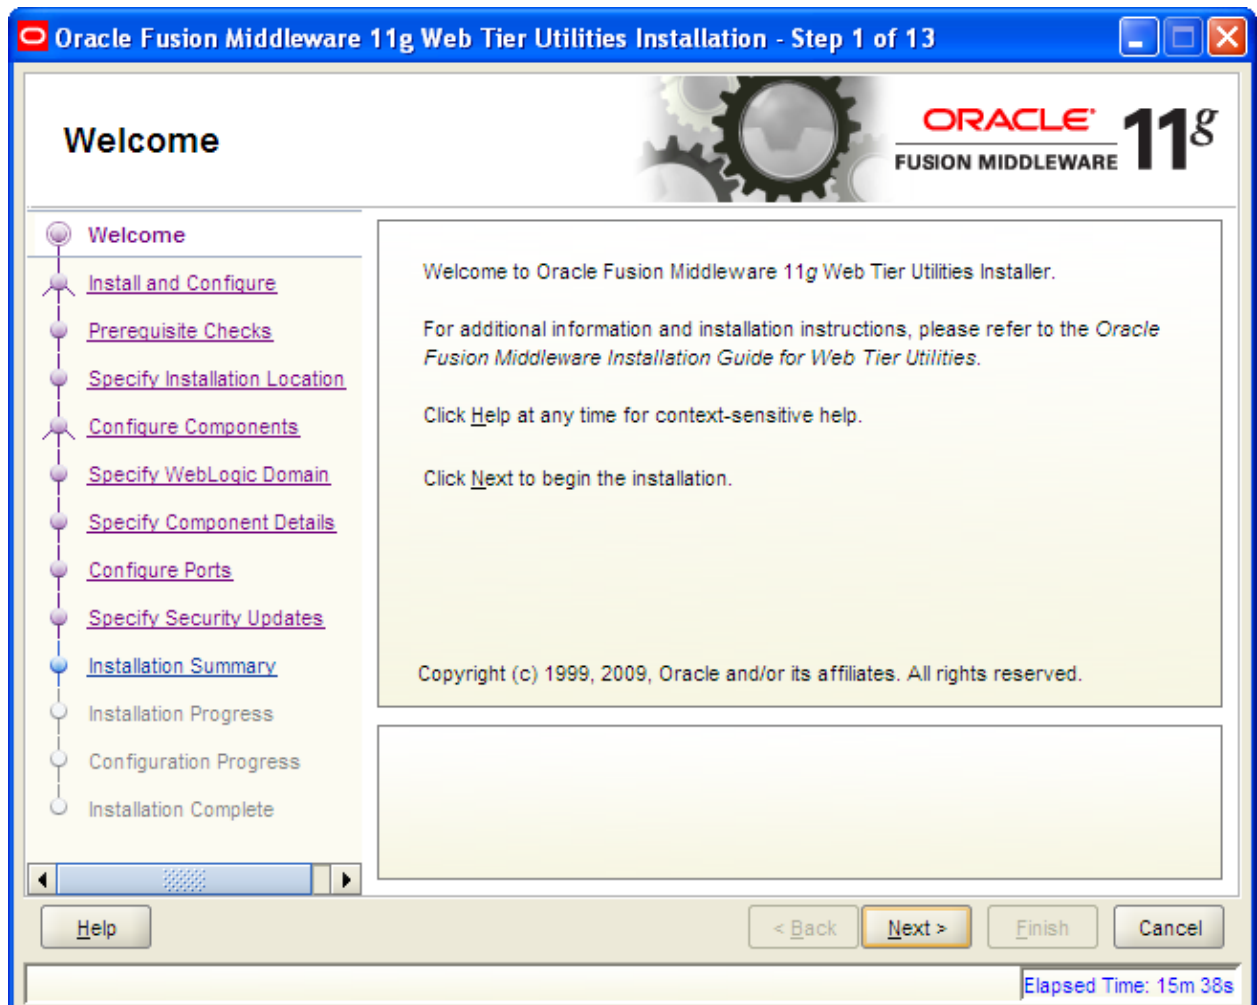 Oracle Fusion Middleware 11g Web Tier Utilities Installation - Step 1 of 13
Welcome
ORACLE
FUSION MIDDLEWARE
11g
Welcome
Install and Configure
Prerequisite Checks
Specify Installation Location
Configure Components
Specify WebLogic Domain
Specify Component Details
Configure Ports
Specify Security Updates
Installation Summary
Installation Progress
Configuration Progress
Installation Complete
Welcome to Oracle Fusion Middleware 11g Web Tier Utilities Installer.
For additional information and installation instructions, please refer to the Oracle
Fusion Middleware Installation Guide for Web Tier Utilities.
Click Help at any time for context-sensitive help.
Click Next to begin the installation.
Copyright (c) 1999, 2009, Oracle and/or its affiliates. All rights reserved.
Help
< Back
Next >
Finish
Cancel
Elapsed Time: 15m 38s